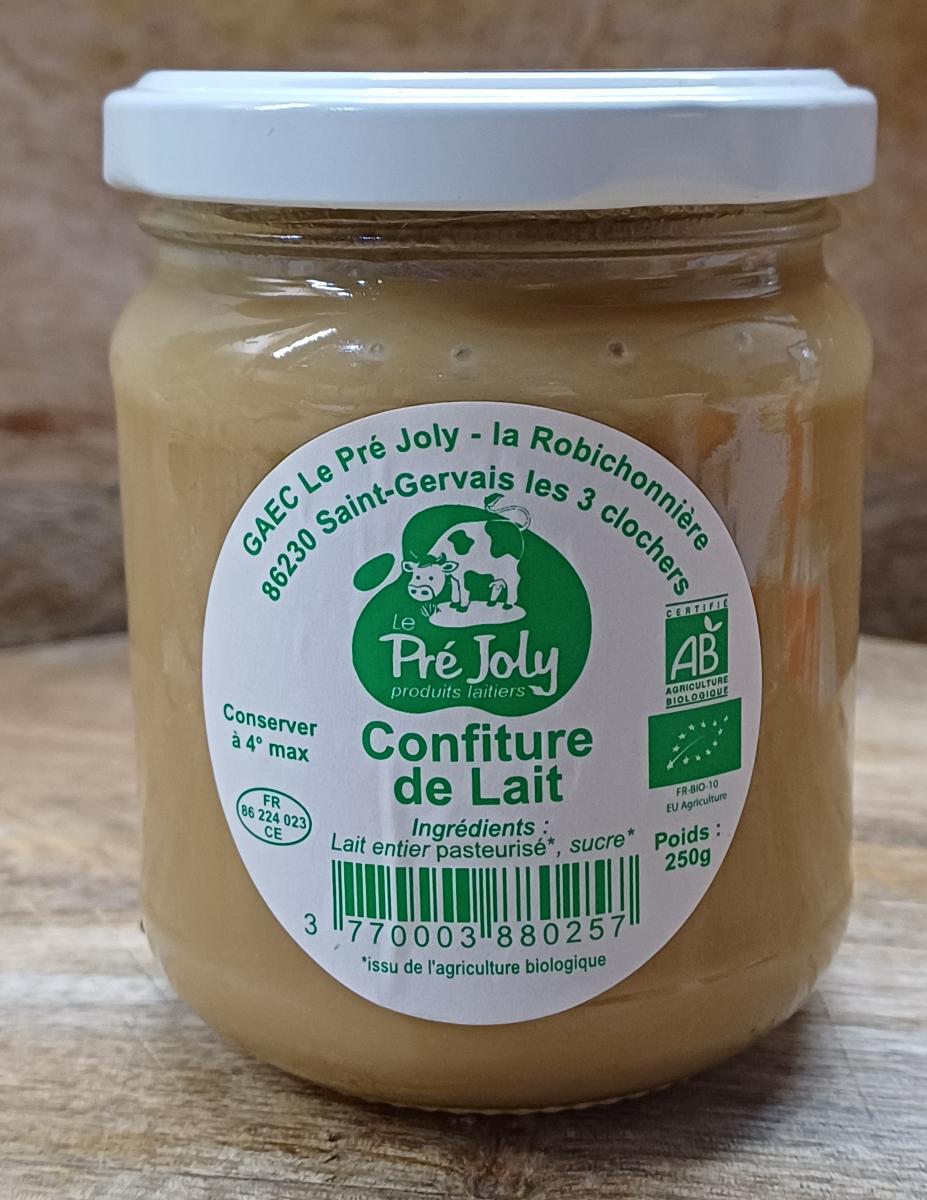 GAEC Le Pré Joly - la Robichonnière
86230 Saint-Gervais les 3 clochers
Le
Pré Joly
produits laitiers
CERTIFIÉ
AB
AGRICULTURE
BIOLOGIQUE
Conserver
à 4° max
Confiture
de Lait
FR-BIO-10
EU Agriculture
FR
86 224 023
CE
Ingrédients :
Lait entier pasteurisé*, sucre*
Poids :
250g
3 770003 880257
*issu de l'agriculture biologique